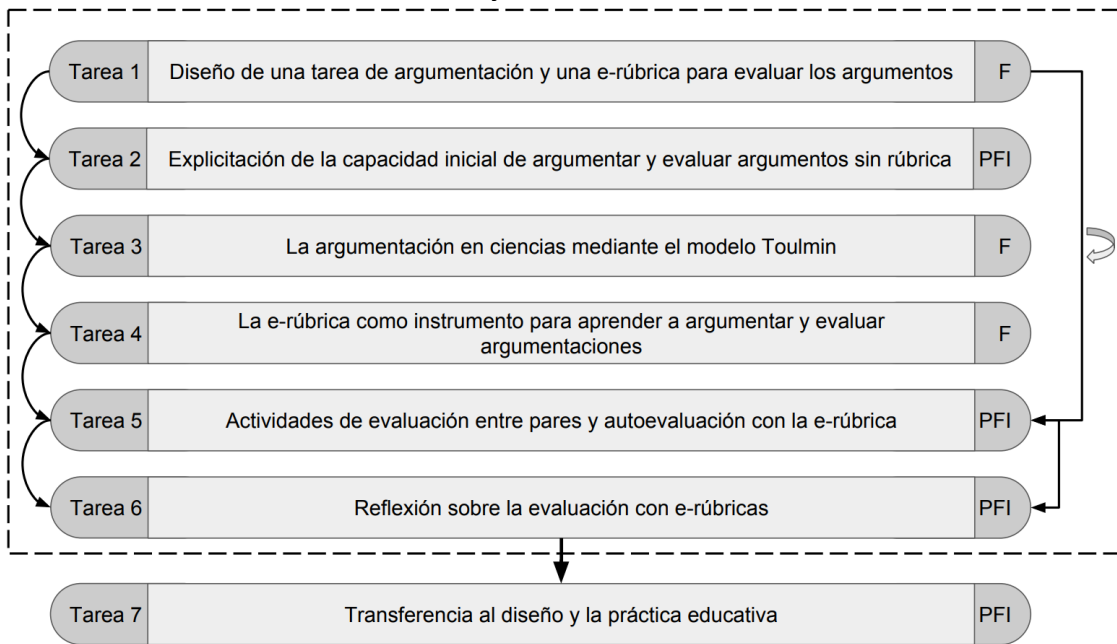 Tarea 1 Diseño de una tarea de argumentación y una e-rúbrica para evaluar los argumentos F
Tarea 2 Explicitación de la capacidad inicial de argumentar y evaluar argumentos sin rúbrica PFI
Tarea 3 La argumentación en ciencias mediante el modelo Toulmin F
Tarea 4 La e-rúbrica como instrumento para aprender a argumentar y evaluar
argumentaciones F
Tarea 5 Actividades de evaluación entre pares y autoevaluación con la e-rúbrica PFI
Tarea 6 Reflexión sobre la evaluación con e-rúbricas PFI
Tarea 7 Transferencia al diseño y la práctica educativa PFI